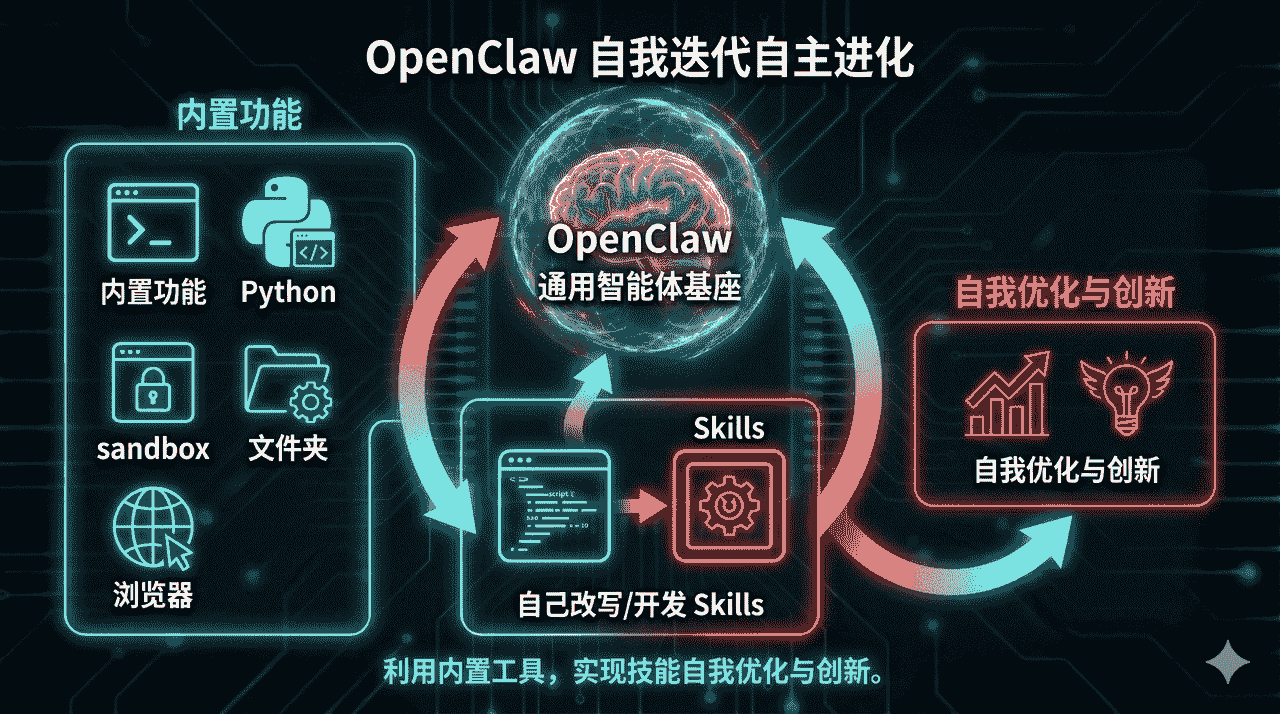 OpenClaw 自我迭代自主进化
内置功能
内置功能
Python
sandbox
文件夹
浏览器
OpenClaw
通用智能体基座
Skills
script
自己改写/开发 Skills
自我优化与创新
自我优化与创新
利用内置工具，实现技能自我优化与创新。